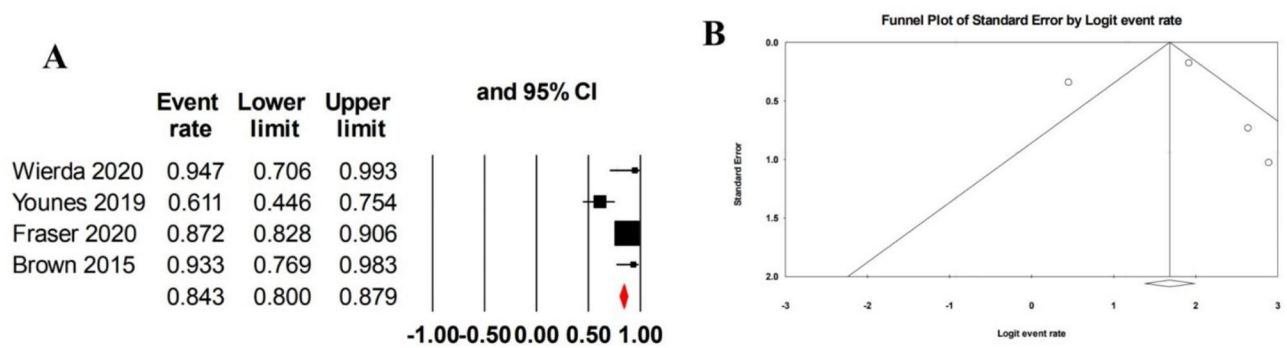 A
and 95% CI
Event Lower Upper
rate limit limit
Wierda 2020 0.947 0.706 0.993
Younes 2019 0.611 0.446 0.754
Fraser 2020 0.872 0.828 0.906
Brown 2015 0.933 0.769 0.983
0.843 0.800 0.879
-1.00 -0.50 0.00 0.50 1.00
B
Funnel Plot of Standard Error by Logit event rate
0.0
0.5
1.0
1.5
2.0
Standard Error
-3 -2 -1 0 1 2 3
Logit event rate